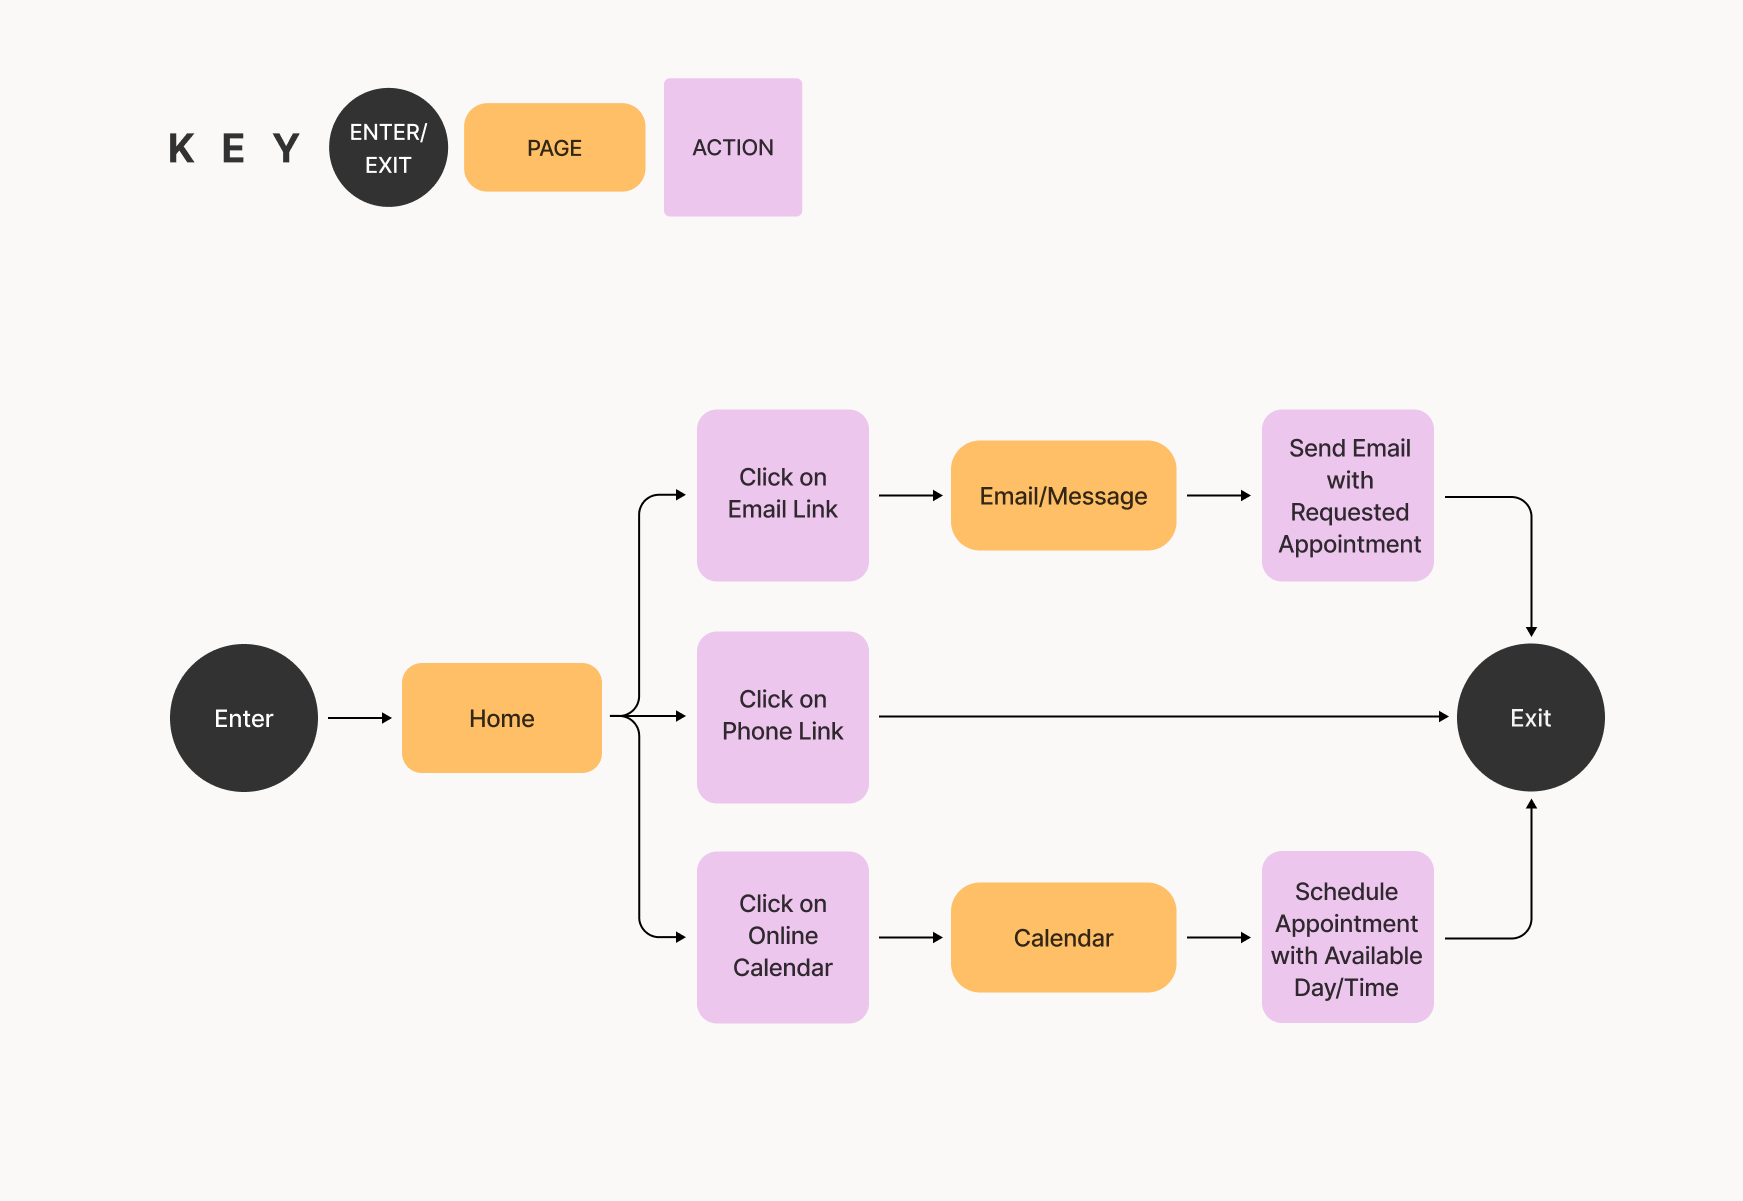 KEY
ENTER/
EXIT
PAGE
ACTION
Enter
Home
Click on
Email Link
Email/Message
Send Email
with
Requested
Appointment
Click on
Phone Link
Exit
Click on
Online
Calendar
Calendar
Schedule
Appointment
with Available
Day/Time